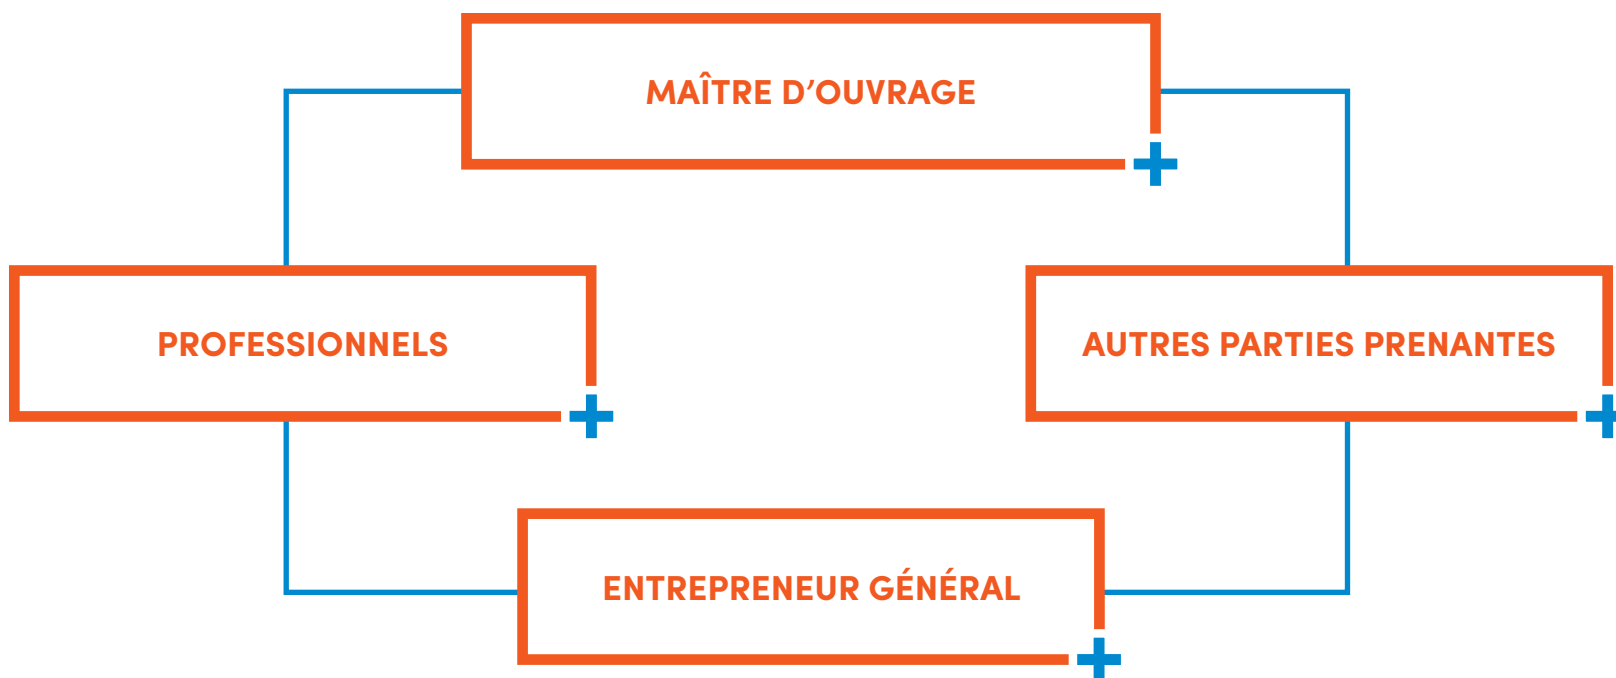 MAÎTRE D’OUVRAGE
PROFESSIONNELS
AUTRES PARTIES PRENANTES
ENTREPRENEUR GÉNÉRAL